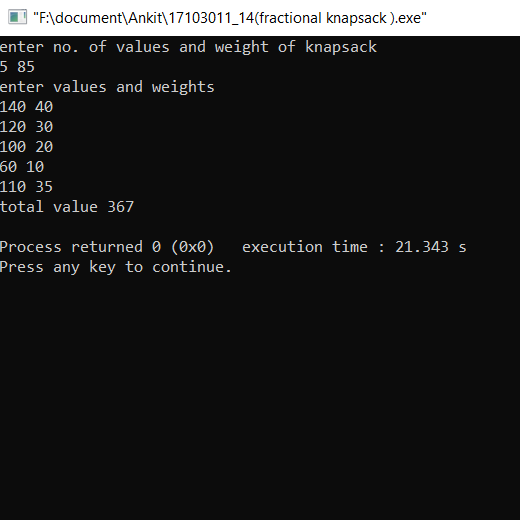 "F:\document\Ankit\17103011_14(fractional knapsack ).exe"
enter no. of values and weight of knapsack
5 85
enter values and weights
140 40
120 30
100 20
60 10
110 35
total value 367
Process returned 0 (0x0)   execution time : 21.343 s
Press any key to continue.